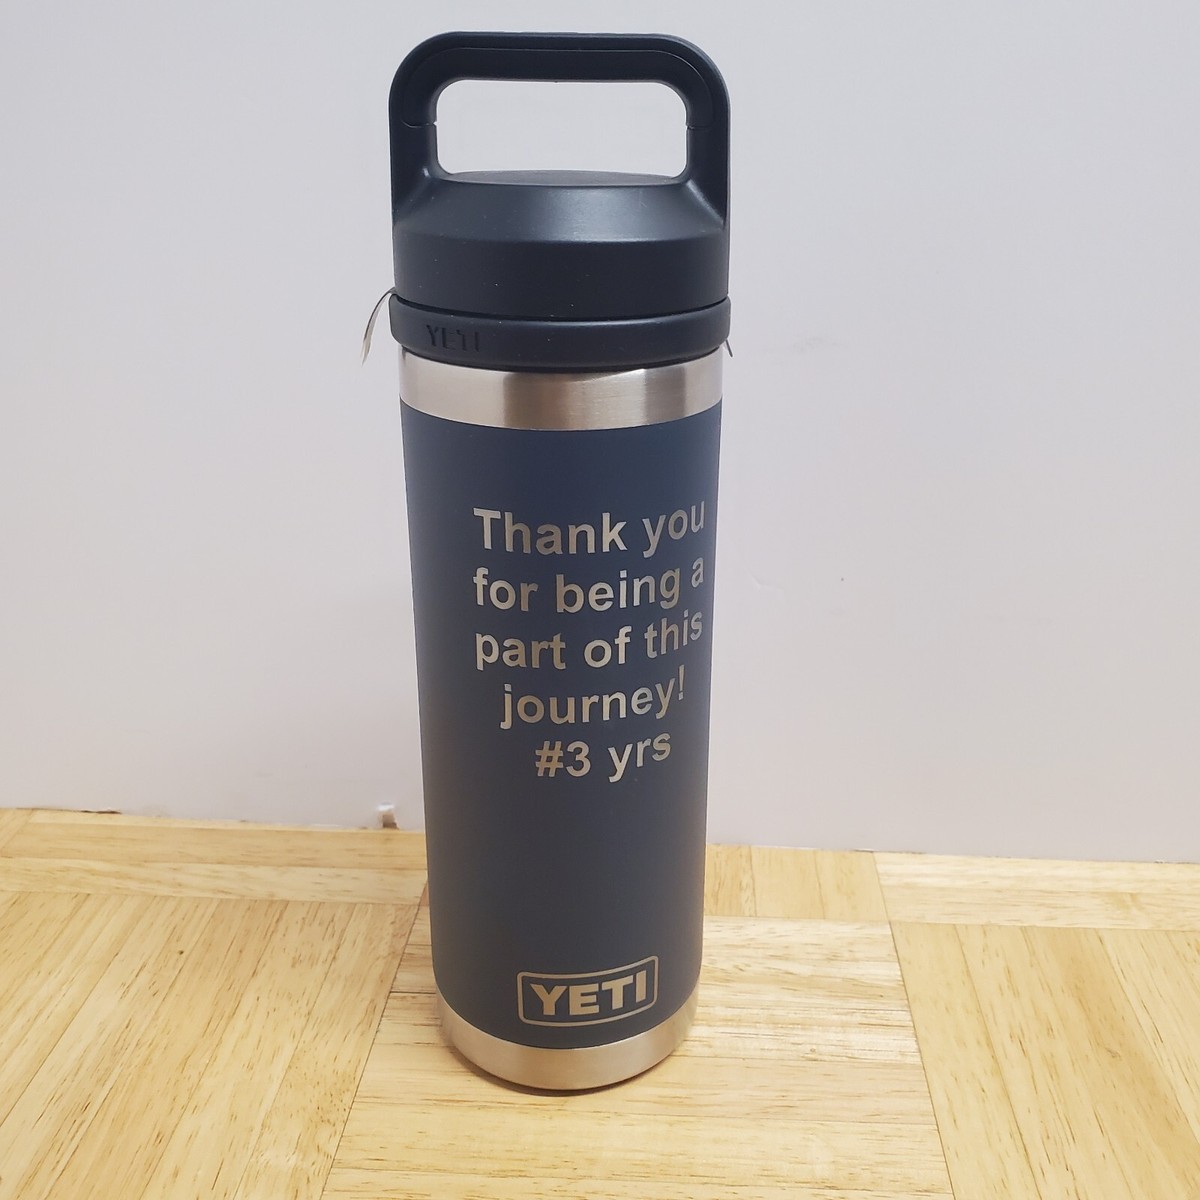 YETI
Thank you
for being a
part of this
journey!
#3 yrs
YETI